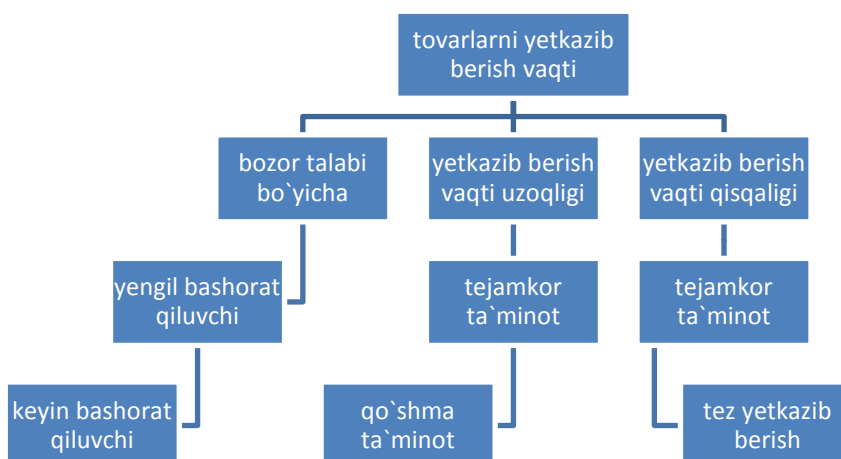 tovarlarni yetkazib
berish vaqti
bozor talabi
bo`yicha
yetkazib berish
vaqti uzoqligi
yetkazib berish
vaqti qisqaligi
yengil bashorat
qiluvchi
tejamkor
ta`minot
tejamkor
ta`minot
keyin bashorat
qiluvchi
qo`shma
ta`minot
tez yetkazib
berish